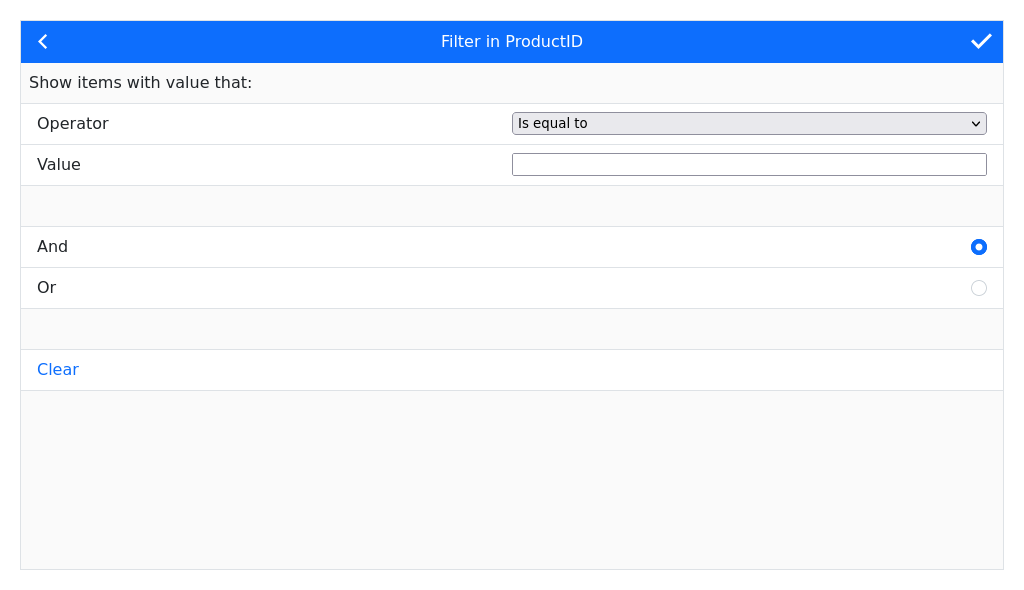 Filter in ProductID
Show items with value that:
Operator
Is equal to
Value
And
Or
Clear